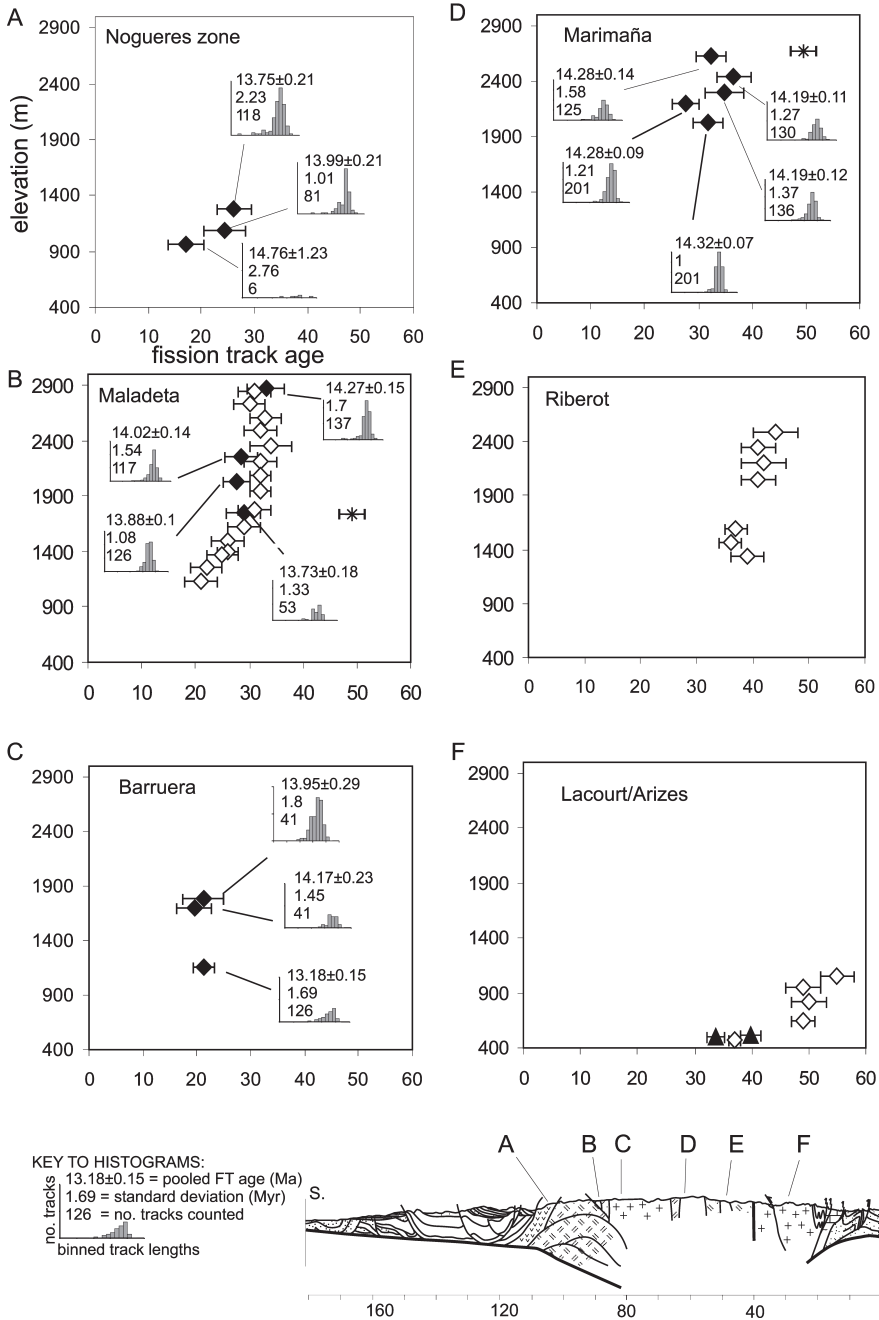 A
Nogueres zone
elevation (m)
2900
2400
1900
1400
900
400
13.75±0.21
2.23
118
13.99±0.21
1.01
81
14.76±1.23
2.76
6
0 10 20 30 40 50 60
fission track age
D
Marimaña
2900
2400
1900
1400
900
400
14.28±0.14
1.58
125
14.19±0.11
1.27
130
14.28±0.09
1.21
201
14.19±0.12
1.37
136
14.32±0.07
1
201
0 10 20 30 40 50 60
B
Maladeta
2900
2400
1900
1400
900
400
14.27±0.15
1.7
137
14.02±0.14
1.54
117
13.88±0.1
1.08
126
13.73±0.18
1.33
53
0 10 20 30 40 50 60
E
Riberot
2900
2400
1900
1400
900
400
0 10 20 30 40 50 60
C
Barruera
2900
2400
1900
1400
900
400
13.95±0.29
1.8
41
14.17±0.23
1.45
41
13.18±0.15
1.69
126
0 10 20 30 40 50 60
F
Lacourt/Arizes
2900
2400
1900
1400
900
400
0 10 20 30 40 50 60
KEY TO HISTOGRAMS:
13.18±0.15 = pooled FT age (Ma)
1.69 = standard deviation (Myr)
126 = no. tracks counted
no. tracks
binned track lengths
A B C D E F
S.
160 120 80 40